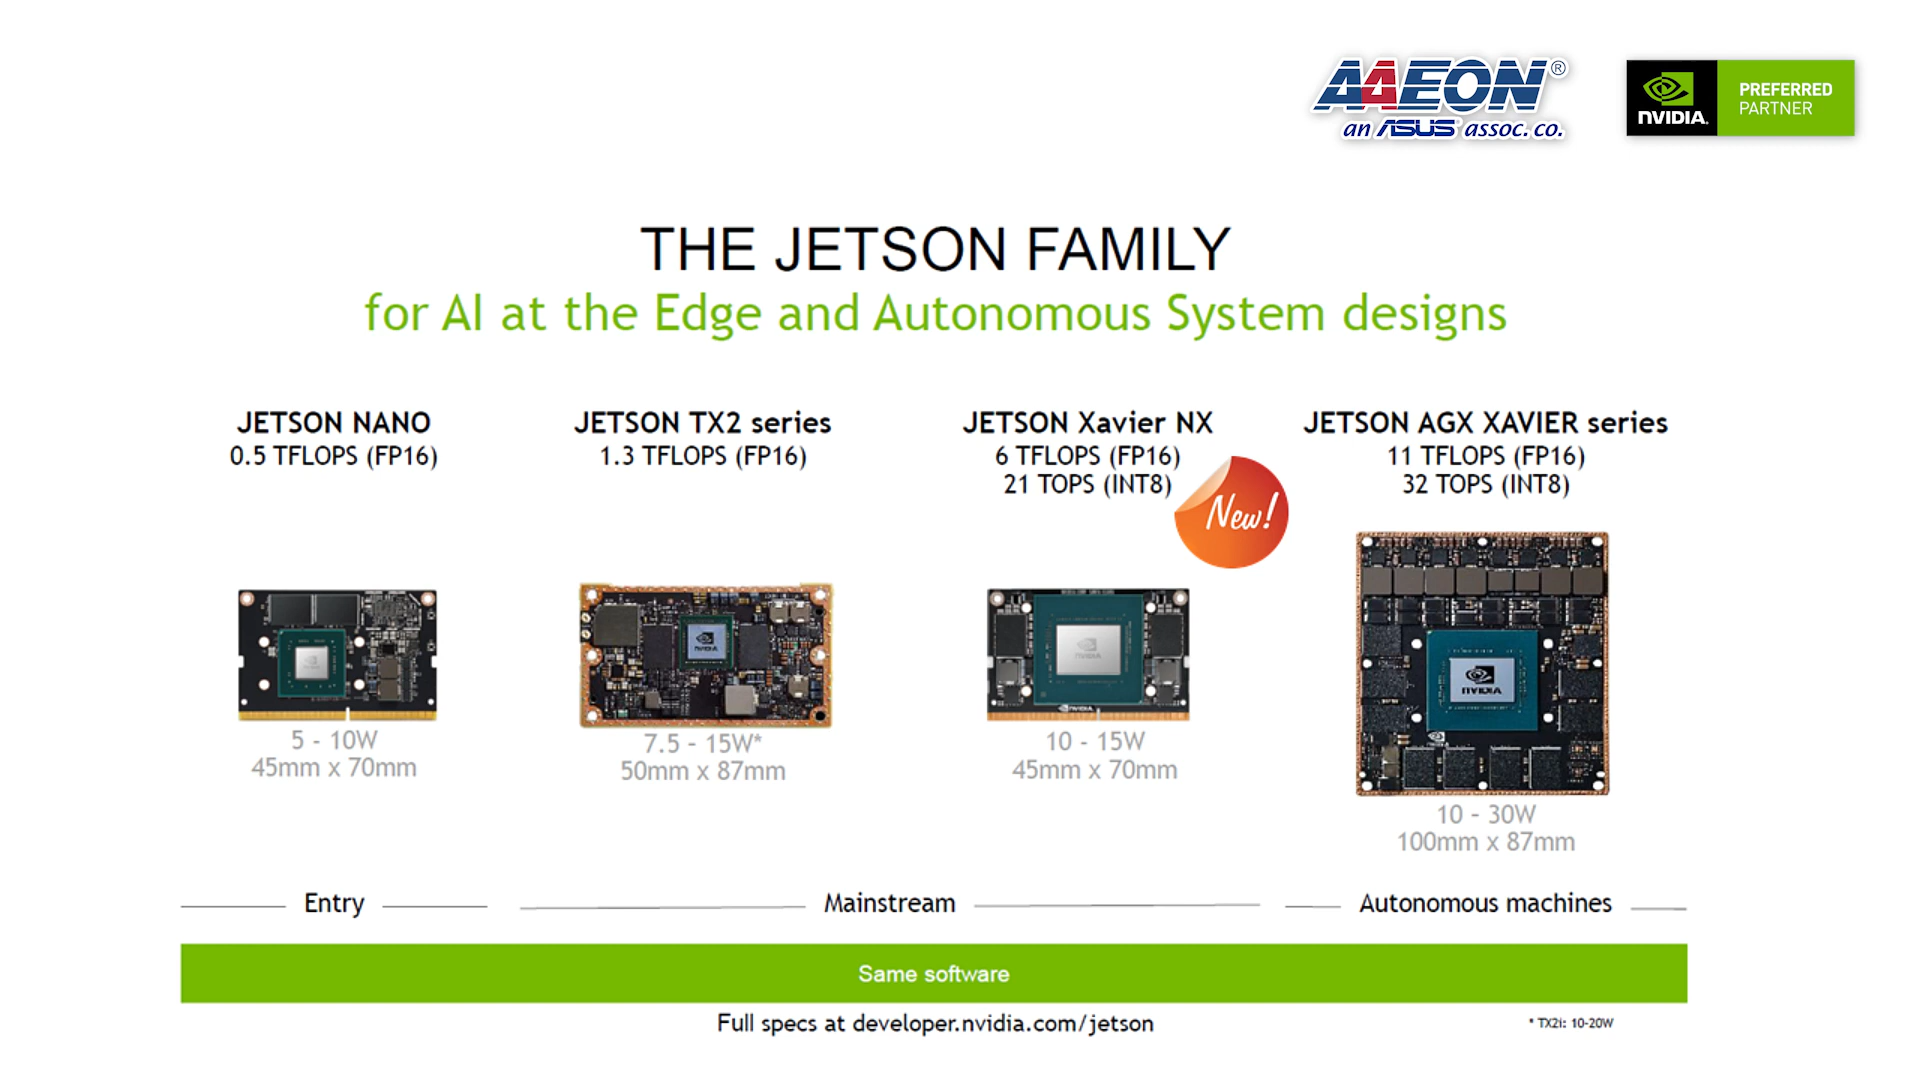 AAEON®
an ASUS assoc. co.
NVIDIA.
PREFERRED
PARTNER
THE JETSON FAMILY
for AI at the Edge and Autonomous System designs
JETSON NANO
0.5 TFLOPS (FP16)
JETSON TX2 series
1.3 TFLOPS (FP16)
JETSON Xavier NX
6 TFLOPS (FP16)
21 TOPS (INT8)
New!
JETSON AGX XAVIER series
11 TFLOPS (FP16)
32 TOPS (INT8)
NVIDIA
NVIDIA
NVIDIA
NVIDIA
5 - 10W
45mm x 70mm
7.5 - 15W*
50mm x 87mm
10 - 15W
45mm x 70mm
10 - 30W
100mm x 87mm
Entry
Mainstream
Autonomous machines
Same software
Full specs at developer.nvidia.com/jetson
* TX2i: 10-20W